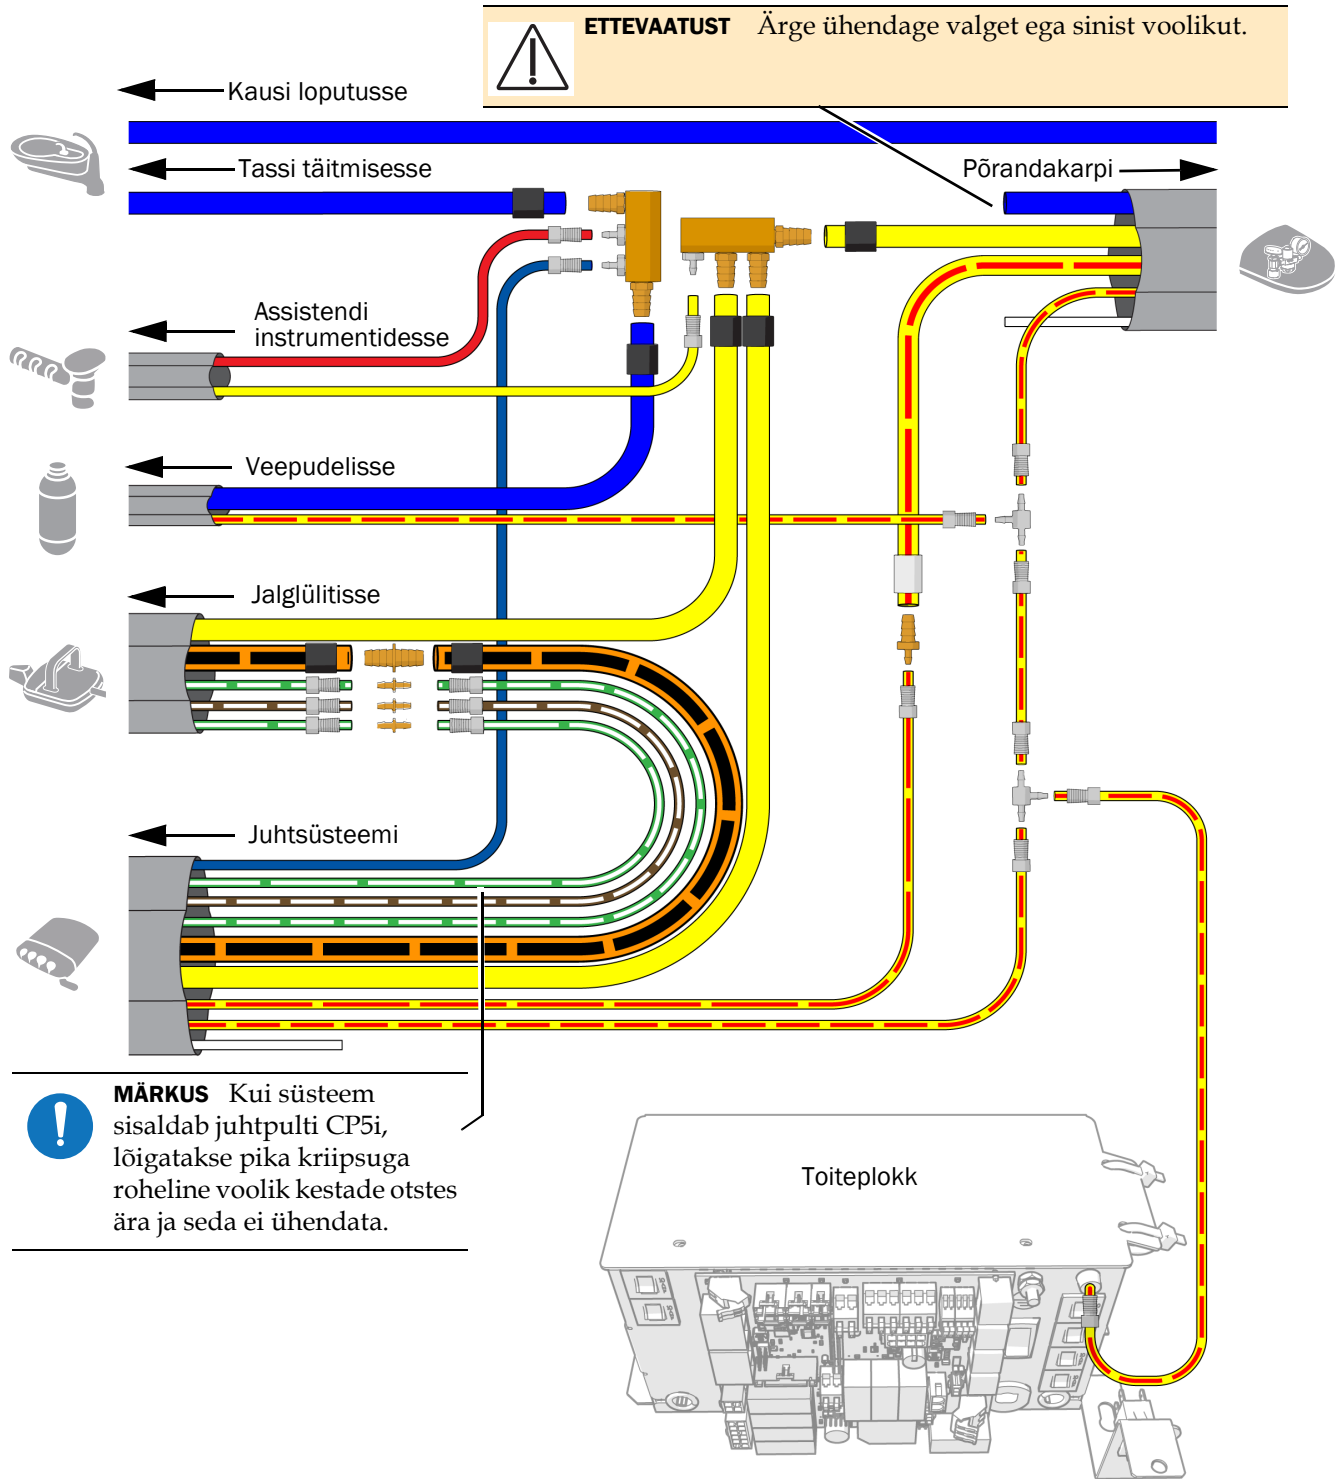 ETTEVAATUST Ärge ühendage valget ega sinist voolikut.
Kausi loputusse
Tassi täitmisesse
Põrandakarpi
Assistendi
instrumentidesse
Veepudelisse
Jalglülitisse
Juhtsüsteemi
MÄRKUS Kui süsteem
sisaldab juhtpulti CP5i,
lõigatakse pika kriipsuga
roheline voolik kestade otstes
ära ja seda ei ühendata.
Toiteplokk